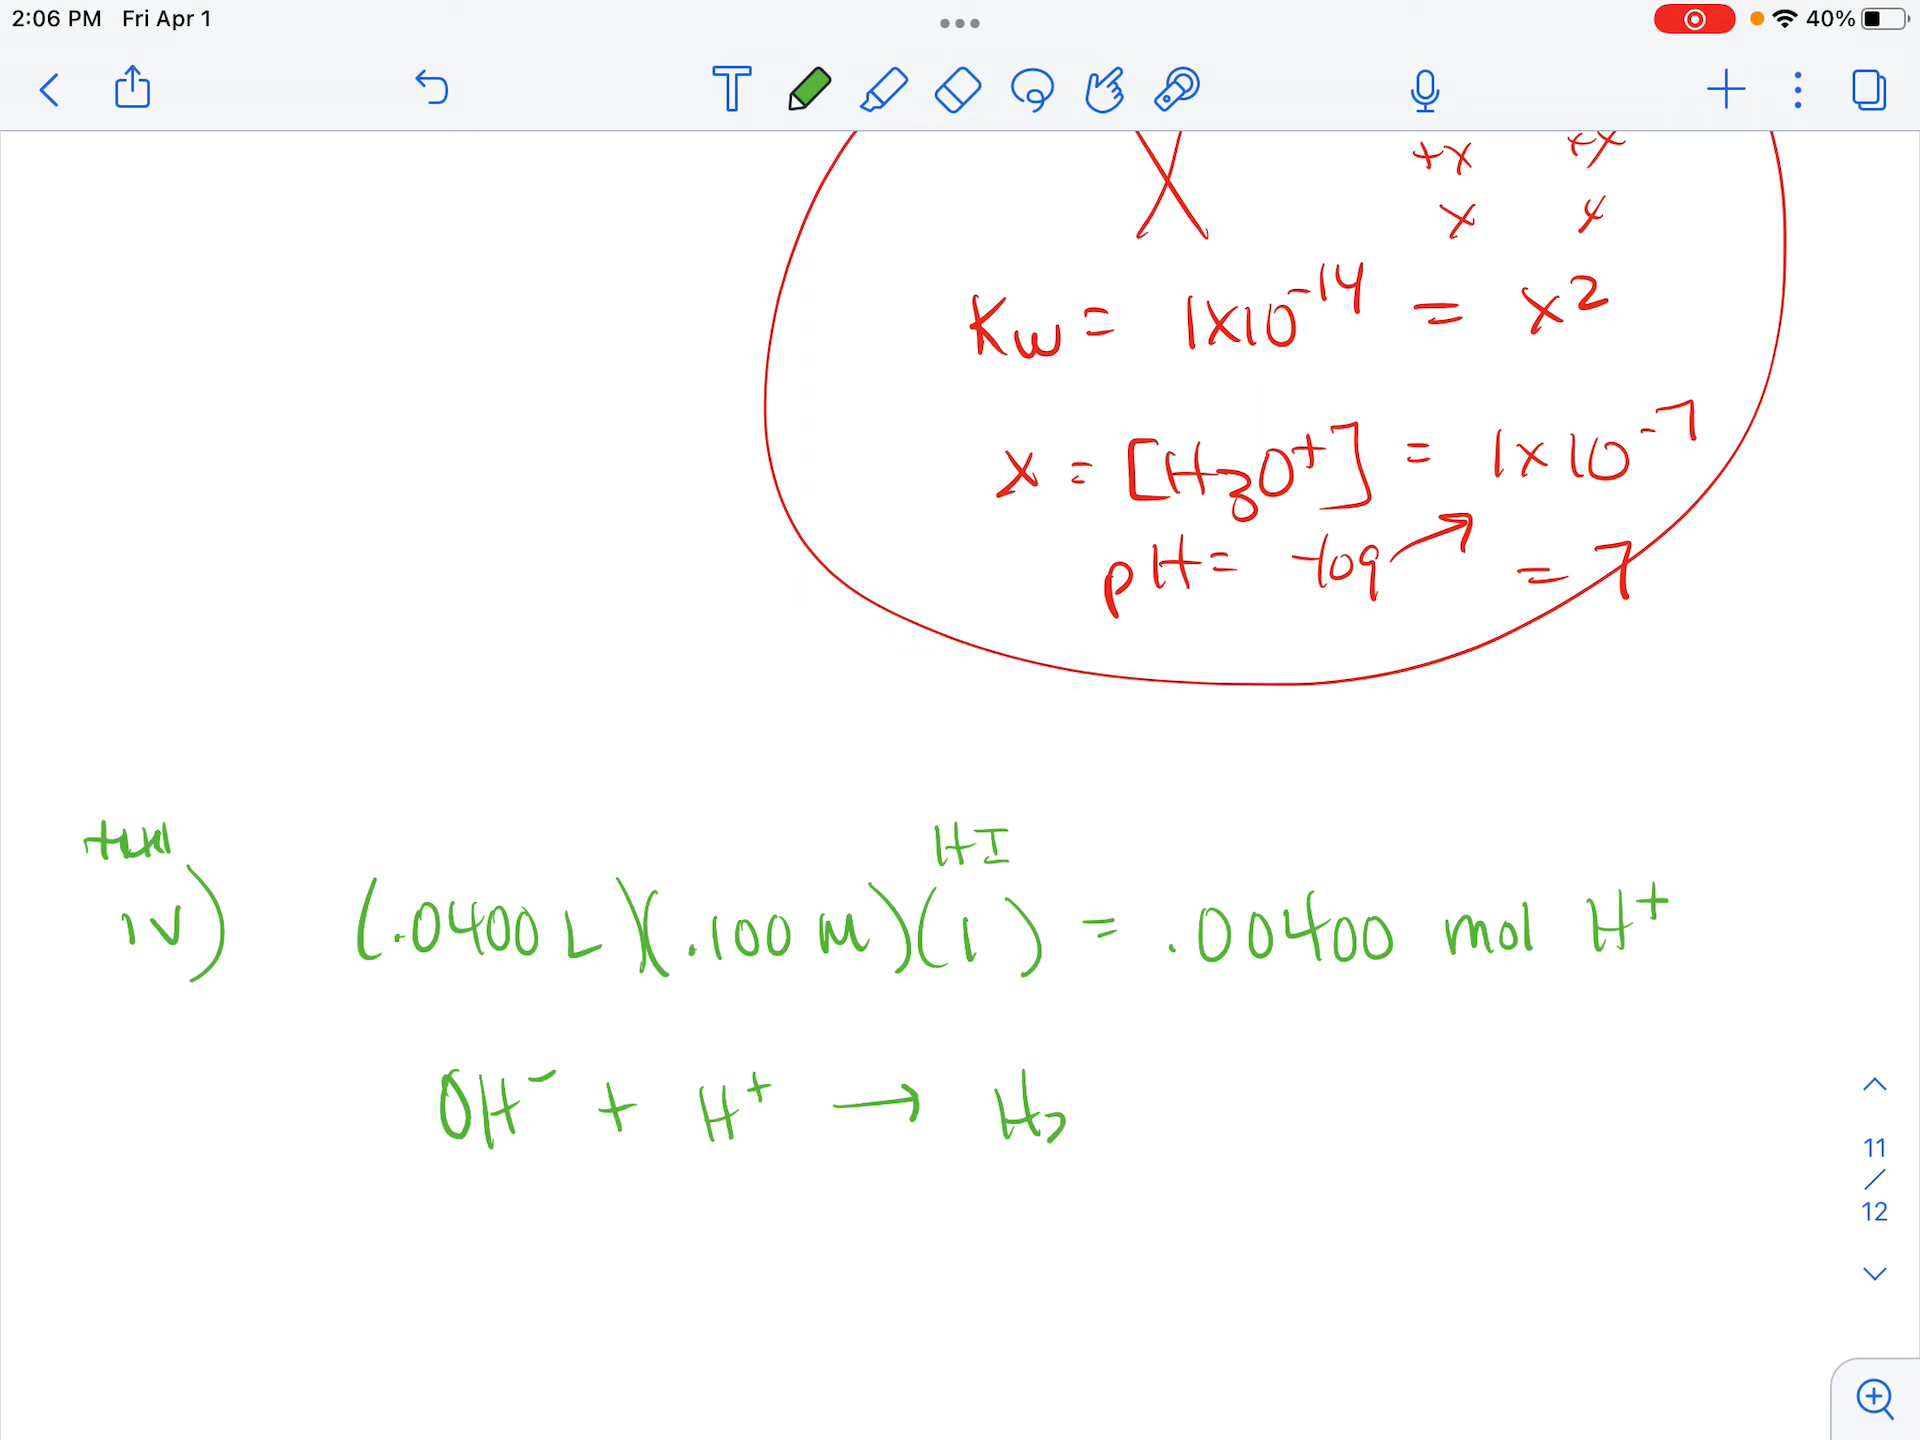 2:06 PM Fri Apr 1
40%
T
+x +x
x x
Kw = 1x10⁻¹⁴ = x²
x = [H₃O⁺] = 1x10⁻⁷
pH = -log = 7
HI
iv) (.0400 L)(.100 M)(1) = .00400 mol H⁺
OH⁻ + H⁺ → H₂
11
/
12